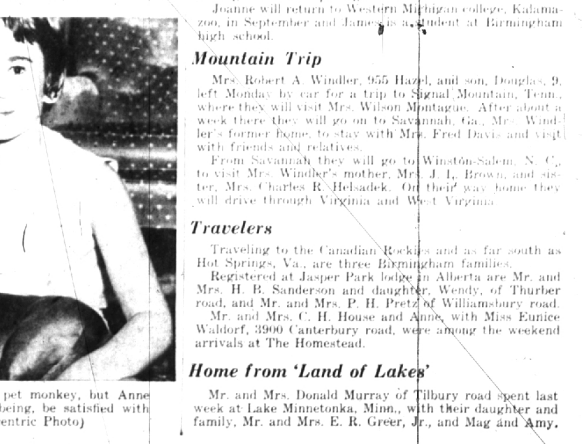 Joanne will return to Western Michigan college, Kalama-
zoo, in September and James is a student at Birmingham
high school.
Mountain Trip
Mrs. Robert A. Windler, 955 Hazel, and son, Douglas, 9,
left Monday by car for a trip to Signal Mountain, Tenn.,
where they will visit Mrs. Wilson Montague. After about a
week there they will go on to Savannah, Ga., Mrs. Wind-
ler's former home, to stay with Mrs. Fred Davis and visit
with friends and relatives.
From Savannah they will go to Winston-Salem, N. C.,
to visit Mrs. Windler's mother, Mrs. J. L. Brown, and sis-
ter, Mrs. Charles R. Helsadek. On their way home they
will drive through Virginia and West Virginia
Travelers
Traveling to the Canadian Rockies and as far south as
Hot Springs, Va., are three Birmingham families.
Registered at Jasper Park lodge in Alberta are Mr. and
Mrs. H. B. Sanderson and daughter, Wendy, of Thurber
road, and Mr. and Mrs. P. H. Pretz of Williamsbury road.
Mr. and Mrs. C. H. House and Anne, with Miss Eunice
Waldorf, 3900 Canterbury road, were among the weekend
arrivals at The Homestead.
Home from 'Land of Lakes'
Mr. and Mrs. Donald Murray of Tilbury road spent last
week at Lake Minnetonka, Minn., with their daughter and
family, Mr. and Mrs. E. R. Greer, Jr., and Mag and Amy.
pet monkey, but Anne
being, be satisfied with
entric Photo)